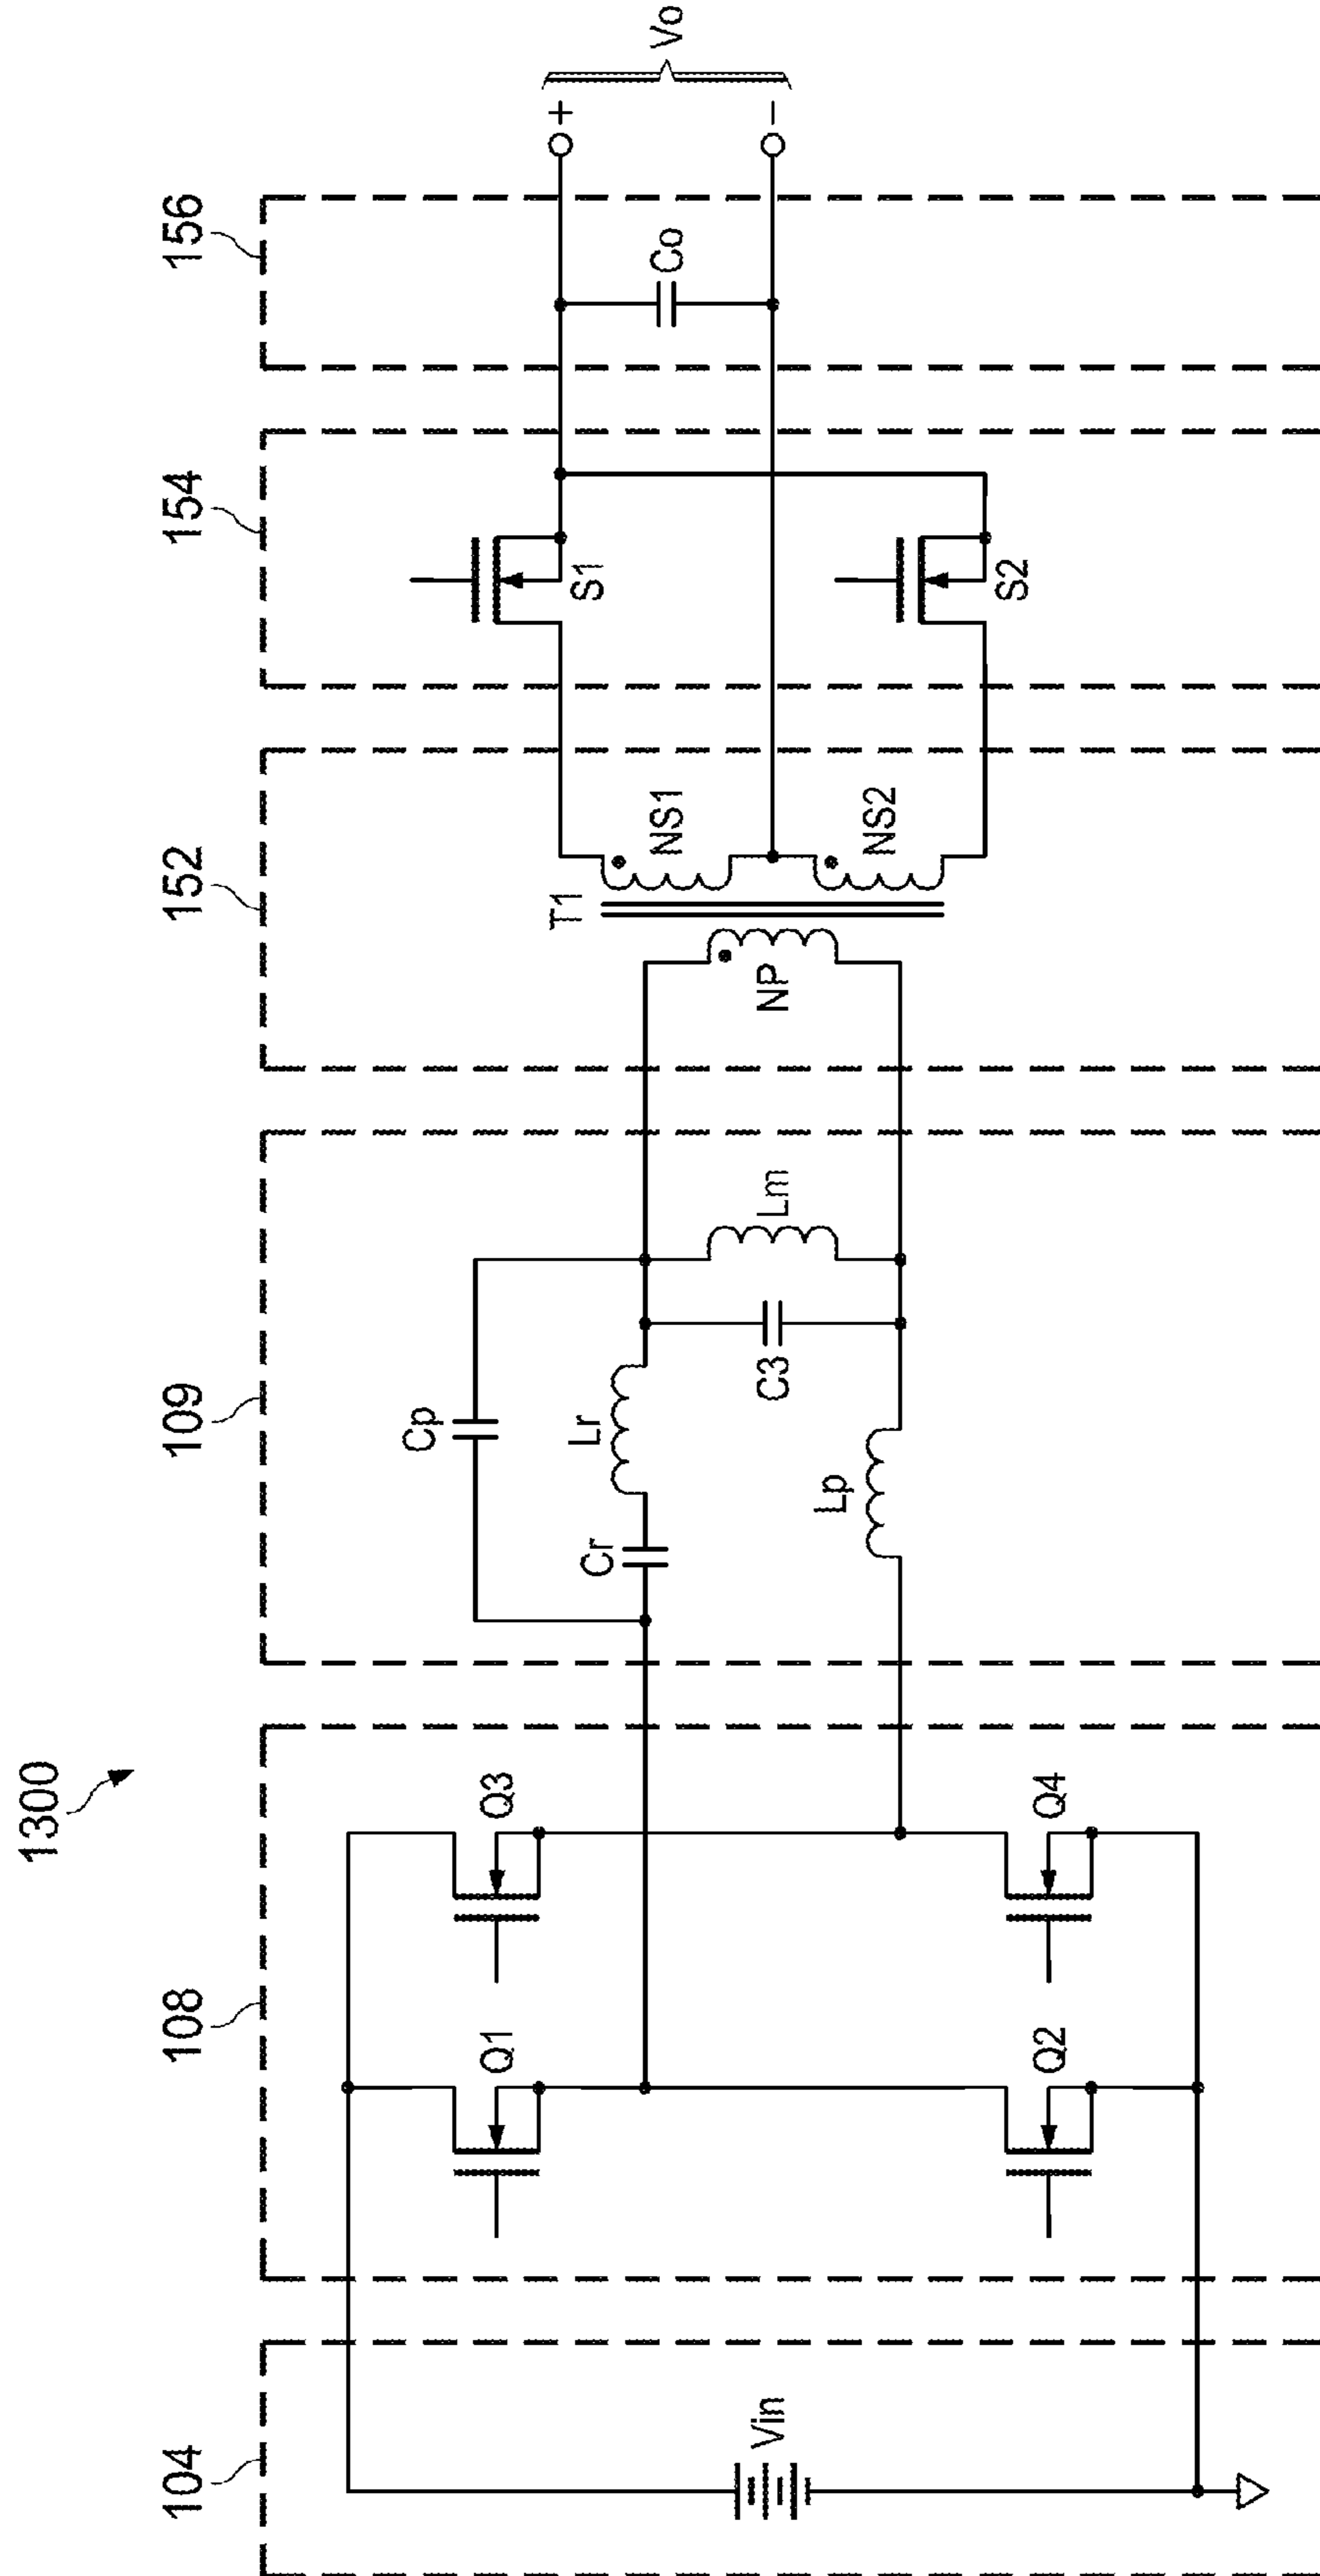 1300
104
108
109
152
154
156
Vin
Q1
Q3
Q2
Q4
Cp
Cr
Lr
C3
Lm
Lp
T1
NP
NS1
NS2
S1
S2
Co
+
Vo
−